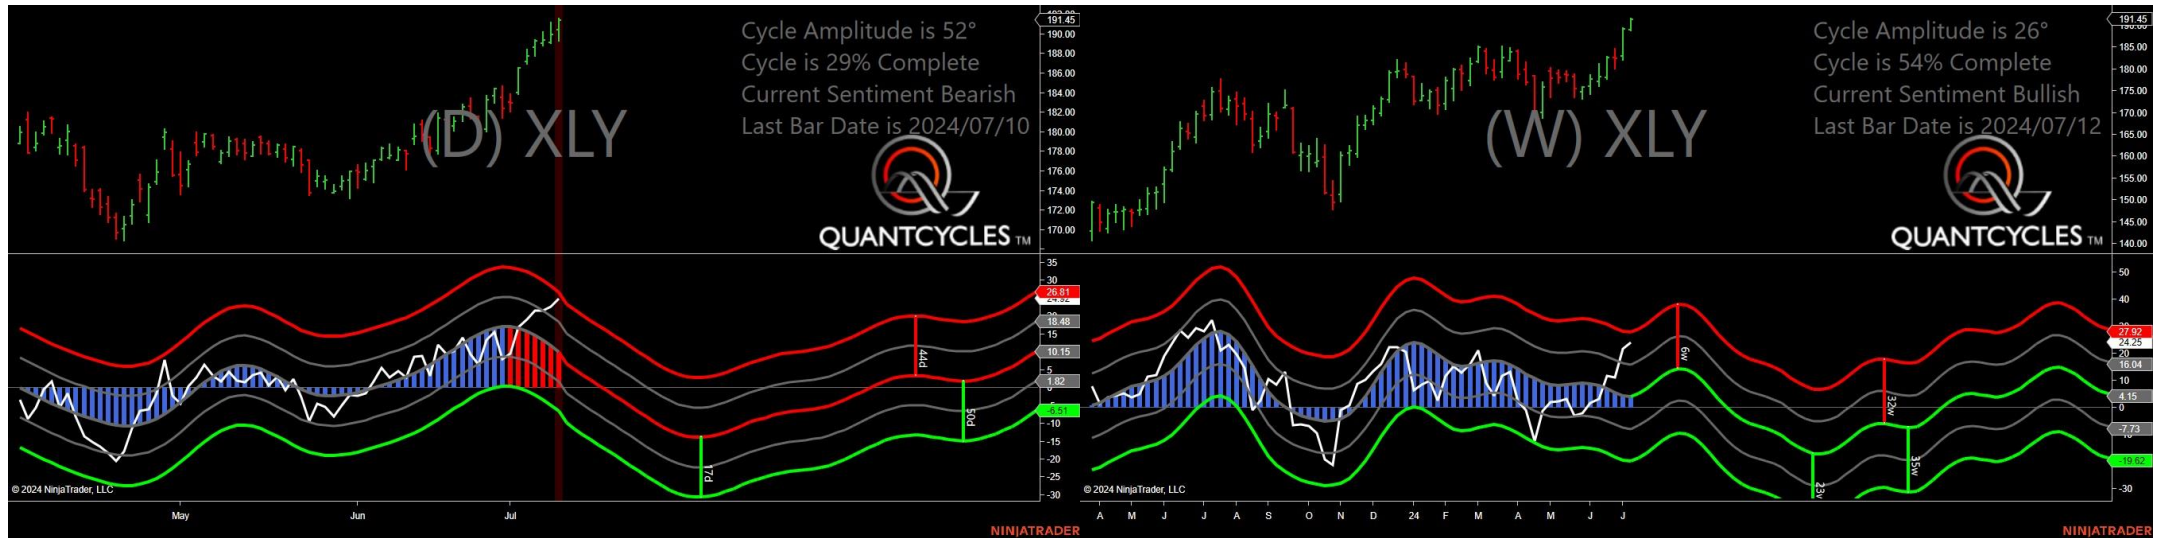 Cycle Amplitude is 52°
Cycle is 29% Complete
Current Sentiment Bearish
Last Bar Date is 2024/07/10
(D) XLY
QUANTCYCLES TM
191.45
190.00
188.00
186.00
184.00
182.00
180.00
178.00
176.00
174.00
172.00
170.00
35
30
26.81
24.92
18.48
15
10.15
5
1.82
-6.51
-10
-15
-20
-25
-30
44d
50d
17d
© 2024 NinjaTrader, LLC
May
Jun
Jul
NINJATRADER
Cycle Amplitude is 26°
Cycle is 54% Complete
Current Sentiment Bullish
Last Bar Date is 2024/07/12
(W) XLY
QUANTCYCLES TM
191.45
185.00
180.00
175.00
170.00
165.00
160.00
155.00
150.00
145.00
140.00
50
40
27.92
24.25
20
16.04
10
4.15
0
-7.73
-19.62
-30
6w
32w
35w
© 2024 NinjaTrader, LLC
A M J J A S O N D 24 F M A M J J
NINJATRADER